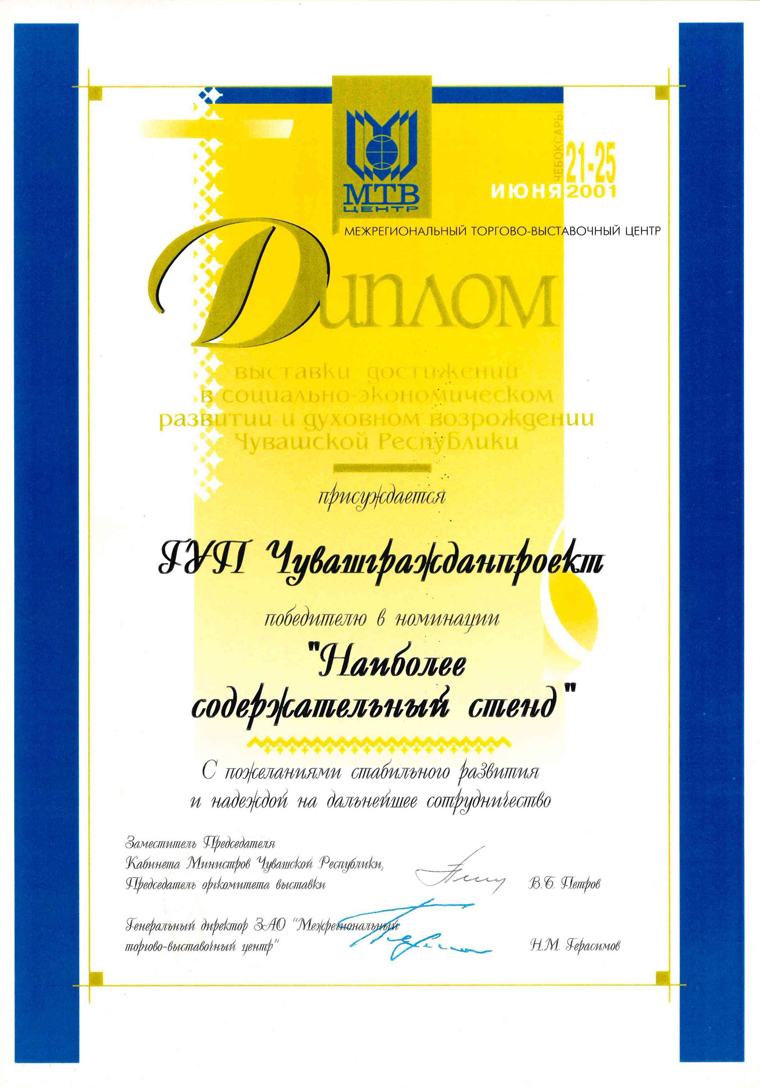 МТВ
ЦЕНТР
ЧЕБОКСАРЫ
21-25
ИЮНЯ 2001
МЕЖРЕГИОНАЛЬНЫЙ ТОРГОВО-ВЫСТАВОЧНЫЙ ЦЕНТР
Диплом
выставки достижений
в социально-экономическом
развитии и духовном возрождении
Чувашской Республики
присуждается
ГУП Чувашгражданпроект
победителю в номинации
"Наиболее
содержательный стенд"
С пожеланиями стабильного развития
и надеждой на дальнейшее сотрудничество
Заместитель Председателя
Кабинета Министров Чувашской Республики,
Председатель оргкомитета выставки
В.Б. Петров
Генеральный директор ЗАО "Межрегиональный
торгово-выставочный центр"
Н.М. Герасимов